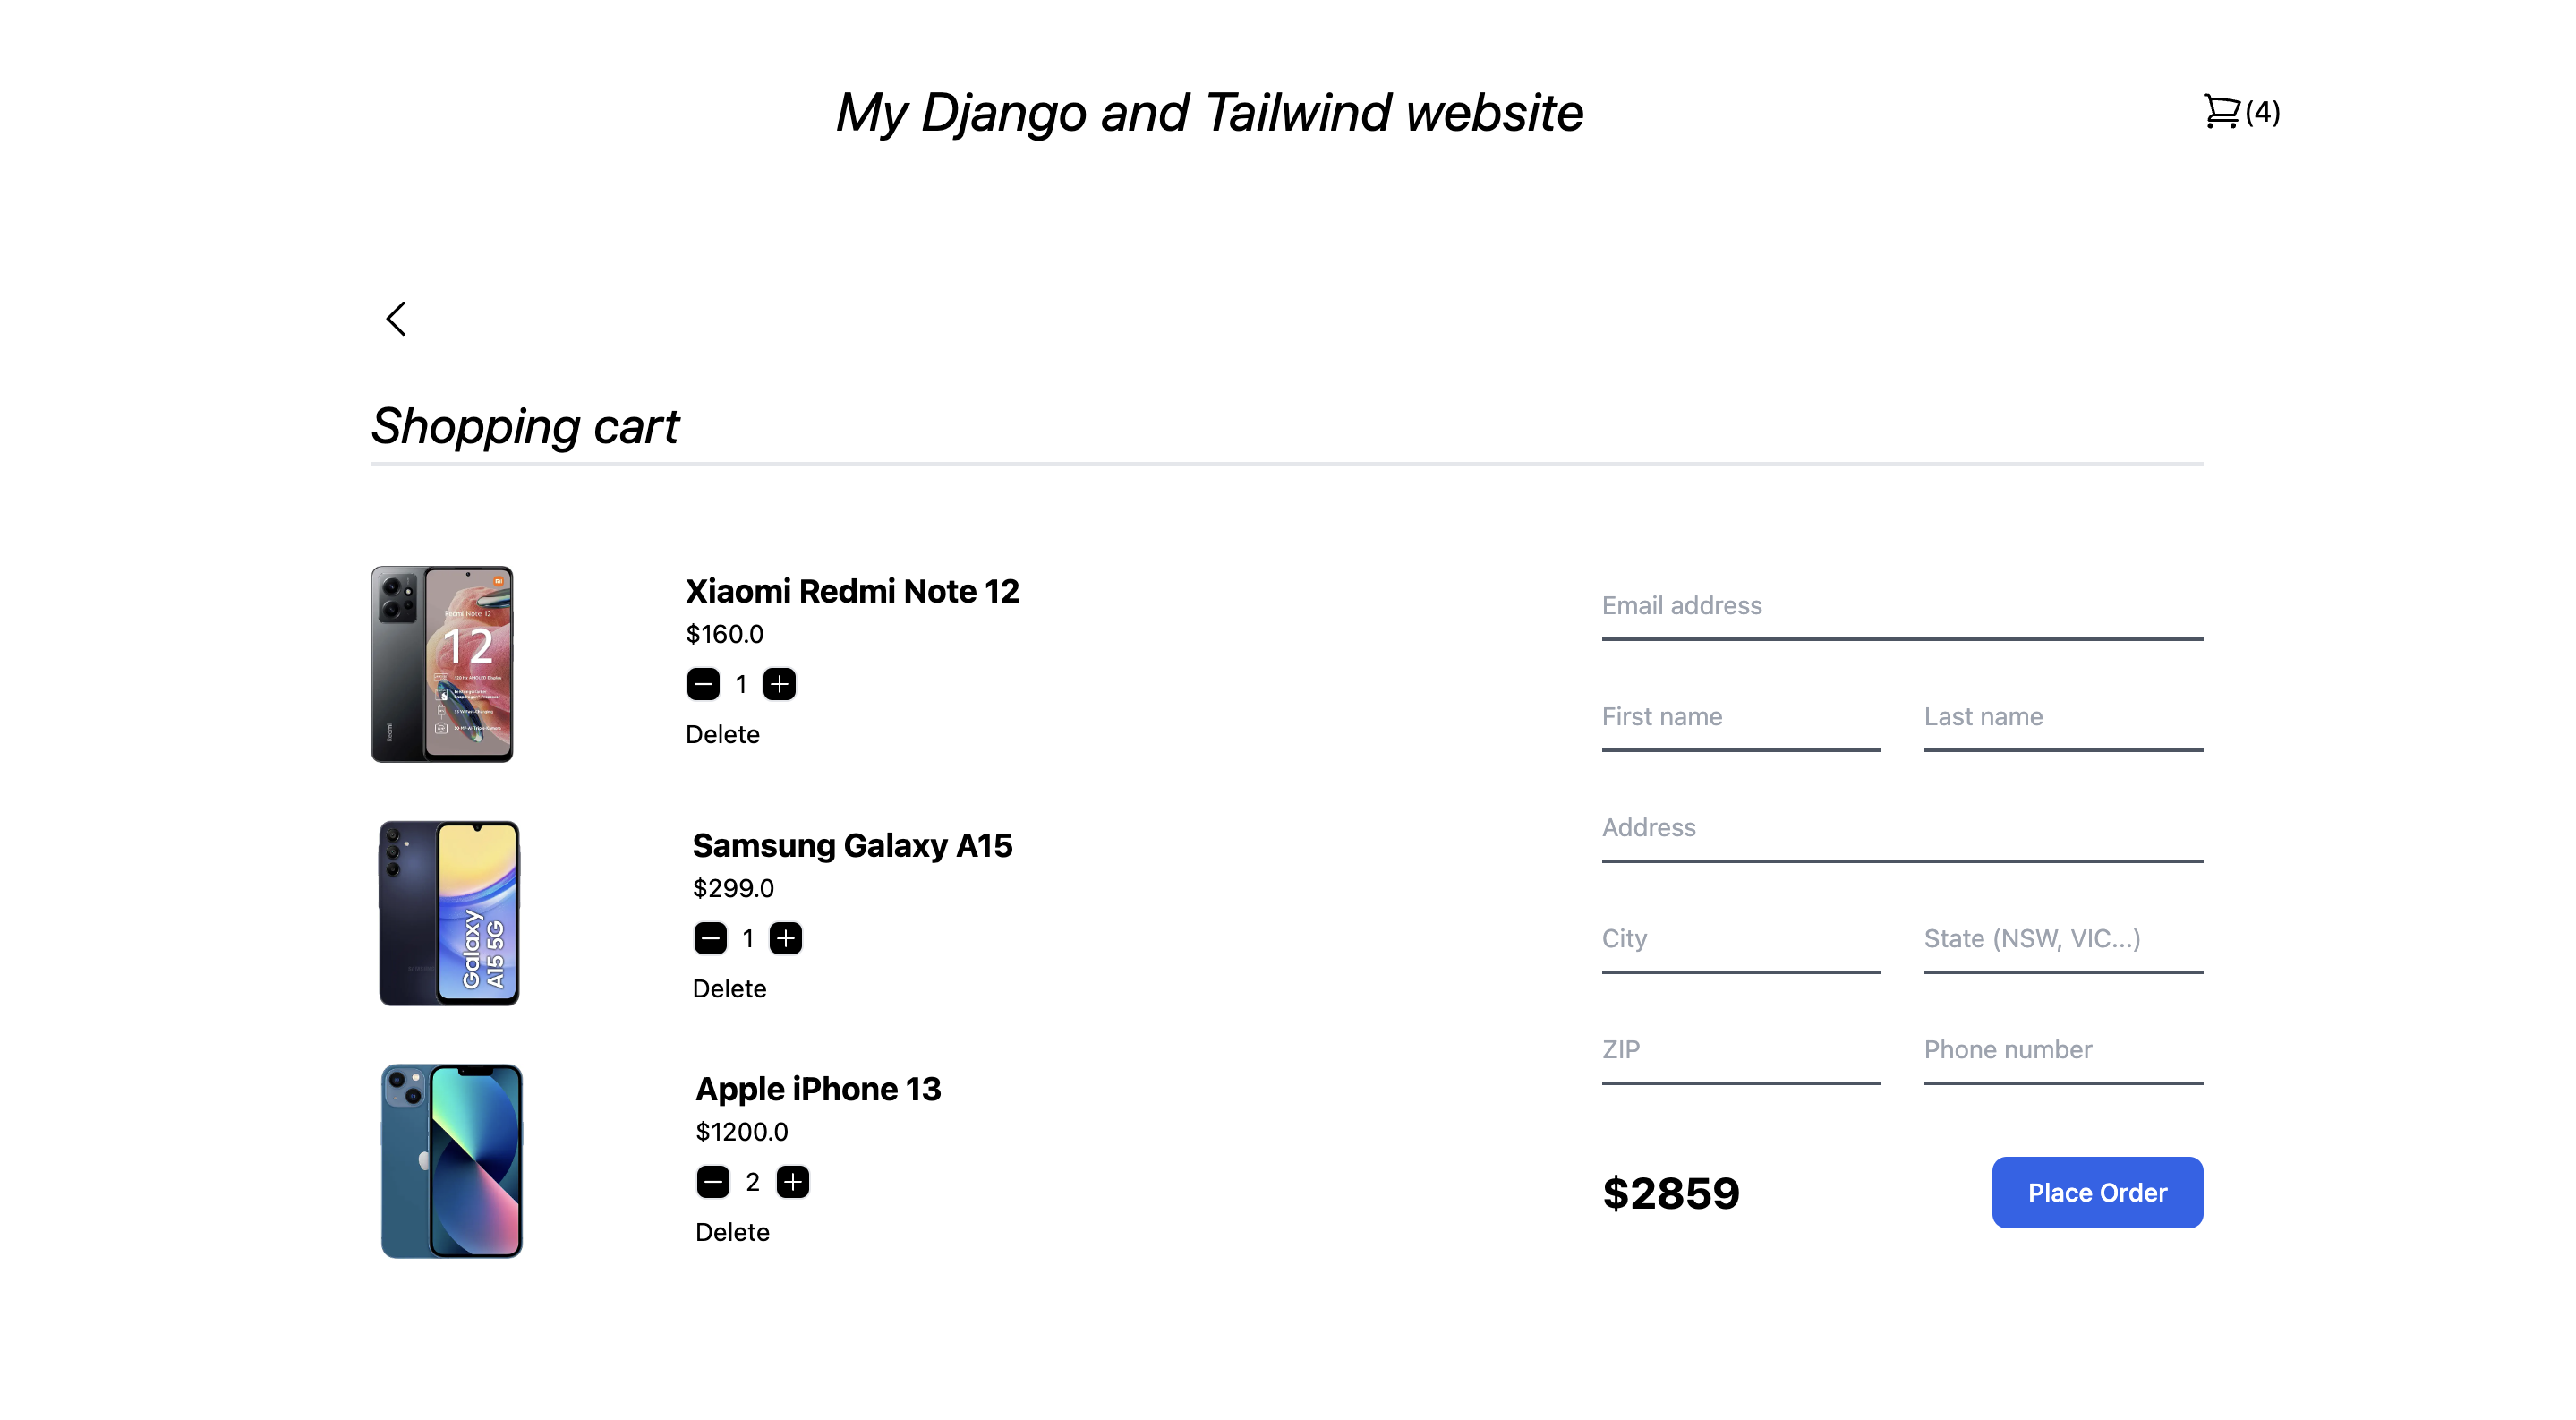 My Django and Tailwind website
(4)
Shopping cart
Xiaomi Redmi Note 12
$160.0
1
Delete
Redmi Note 12
12
Redmi
Samsung Galaxy A15
$299.0
1
Delete
Galaxy
A15 5G
Apple iPhone 13
$1200.0
2
Delete
Email address
First name
Last name
Address
City
State (NSW, VIC...)
ZIP
Phone number
$2859
Place Order